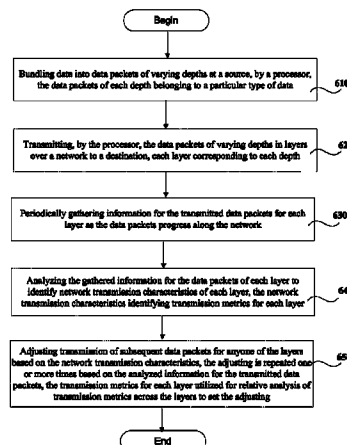 Begin
Bundling data into data packets of varying depths at a source, by a processor,
the data packets of each depth belonging to a particular type of data
610
Transmitting, by the processor, the data packets of varying depths in layers
over a network to a destination, each layer corresponding to each depth
Periodically gathering information for the transmitted data packets for each
layer as the data packets progress along the network
630
Analyzing the gathered information for the data packets of each layer to
identify network transmission characteristics of each layer, the network
transmission characteristics identifying transmission metrics for each layer
Adjusting transmission of subsequent data packets for anyone of the layers
based on the network transmission characteristics, the adjusting is repeated one
or more times based on the analyzed information for the transmitted data
packets, the transmission metrics for each layer utilized for relative analysis of
transmission metrics across the layers to set the adjusting
End